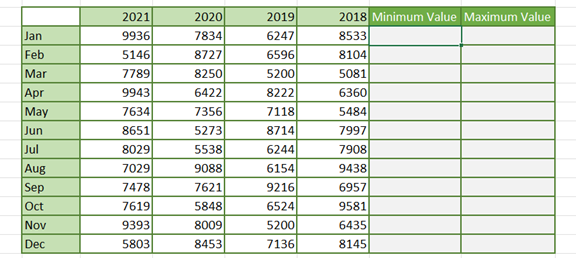 2021 2020 2019 2018 Minimum Value Maximum Value
Jan 9936 7834 6247 8533
Feb 5146 8727 6596 8104
Mar 7789 8250 5200 5081
Apr 9943 6422 8222 6360
May 7634 7356 7118 5484
Jun 8651 5273 8714 7997
Jul 8029 5538 6244 7908
Aug 7029 9088 6154 9438
Sep 7478 7621 9216 6957
Oct 7619 5848 6524 9581
Nov 9393 8009 5200 6435
Dec 5803 8453 7136 8145